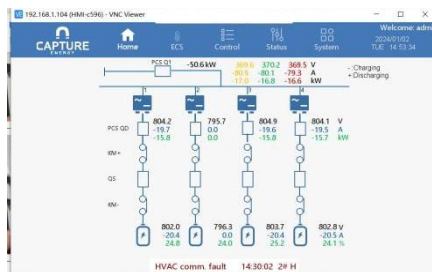 192.168.1.104 (HMI-c596) - VNC Viewer
CAPTURE
ENERGY
Home
ECS
Control
Status
System
Welcome: adm
2024/01/02
TUE 14:53:34
PCS Q1
-50.6kW
369.6 370.2 369.5 V
-80.6 -80.1 -79.3 A
-17.0 -16.8 -16.6 kW
- :Charging
+ Discharging
1 2 3 4
804.2 795.7 804.9 804.1 V
PCS QD -19.7 0.0 -19.6 -19.5 A
-15.8 0.0 -15.8 -15.7 kW
KM+
QS
KM-
802.0 796.3 803.7 802.8 V
-20.4 0.0 -20.4 -20.5 A
24.8 24.0 25.2 24.1 %
HVAC comm. fault 14:30:02 2# H